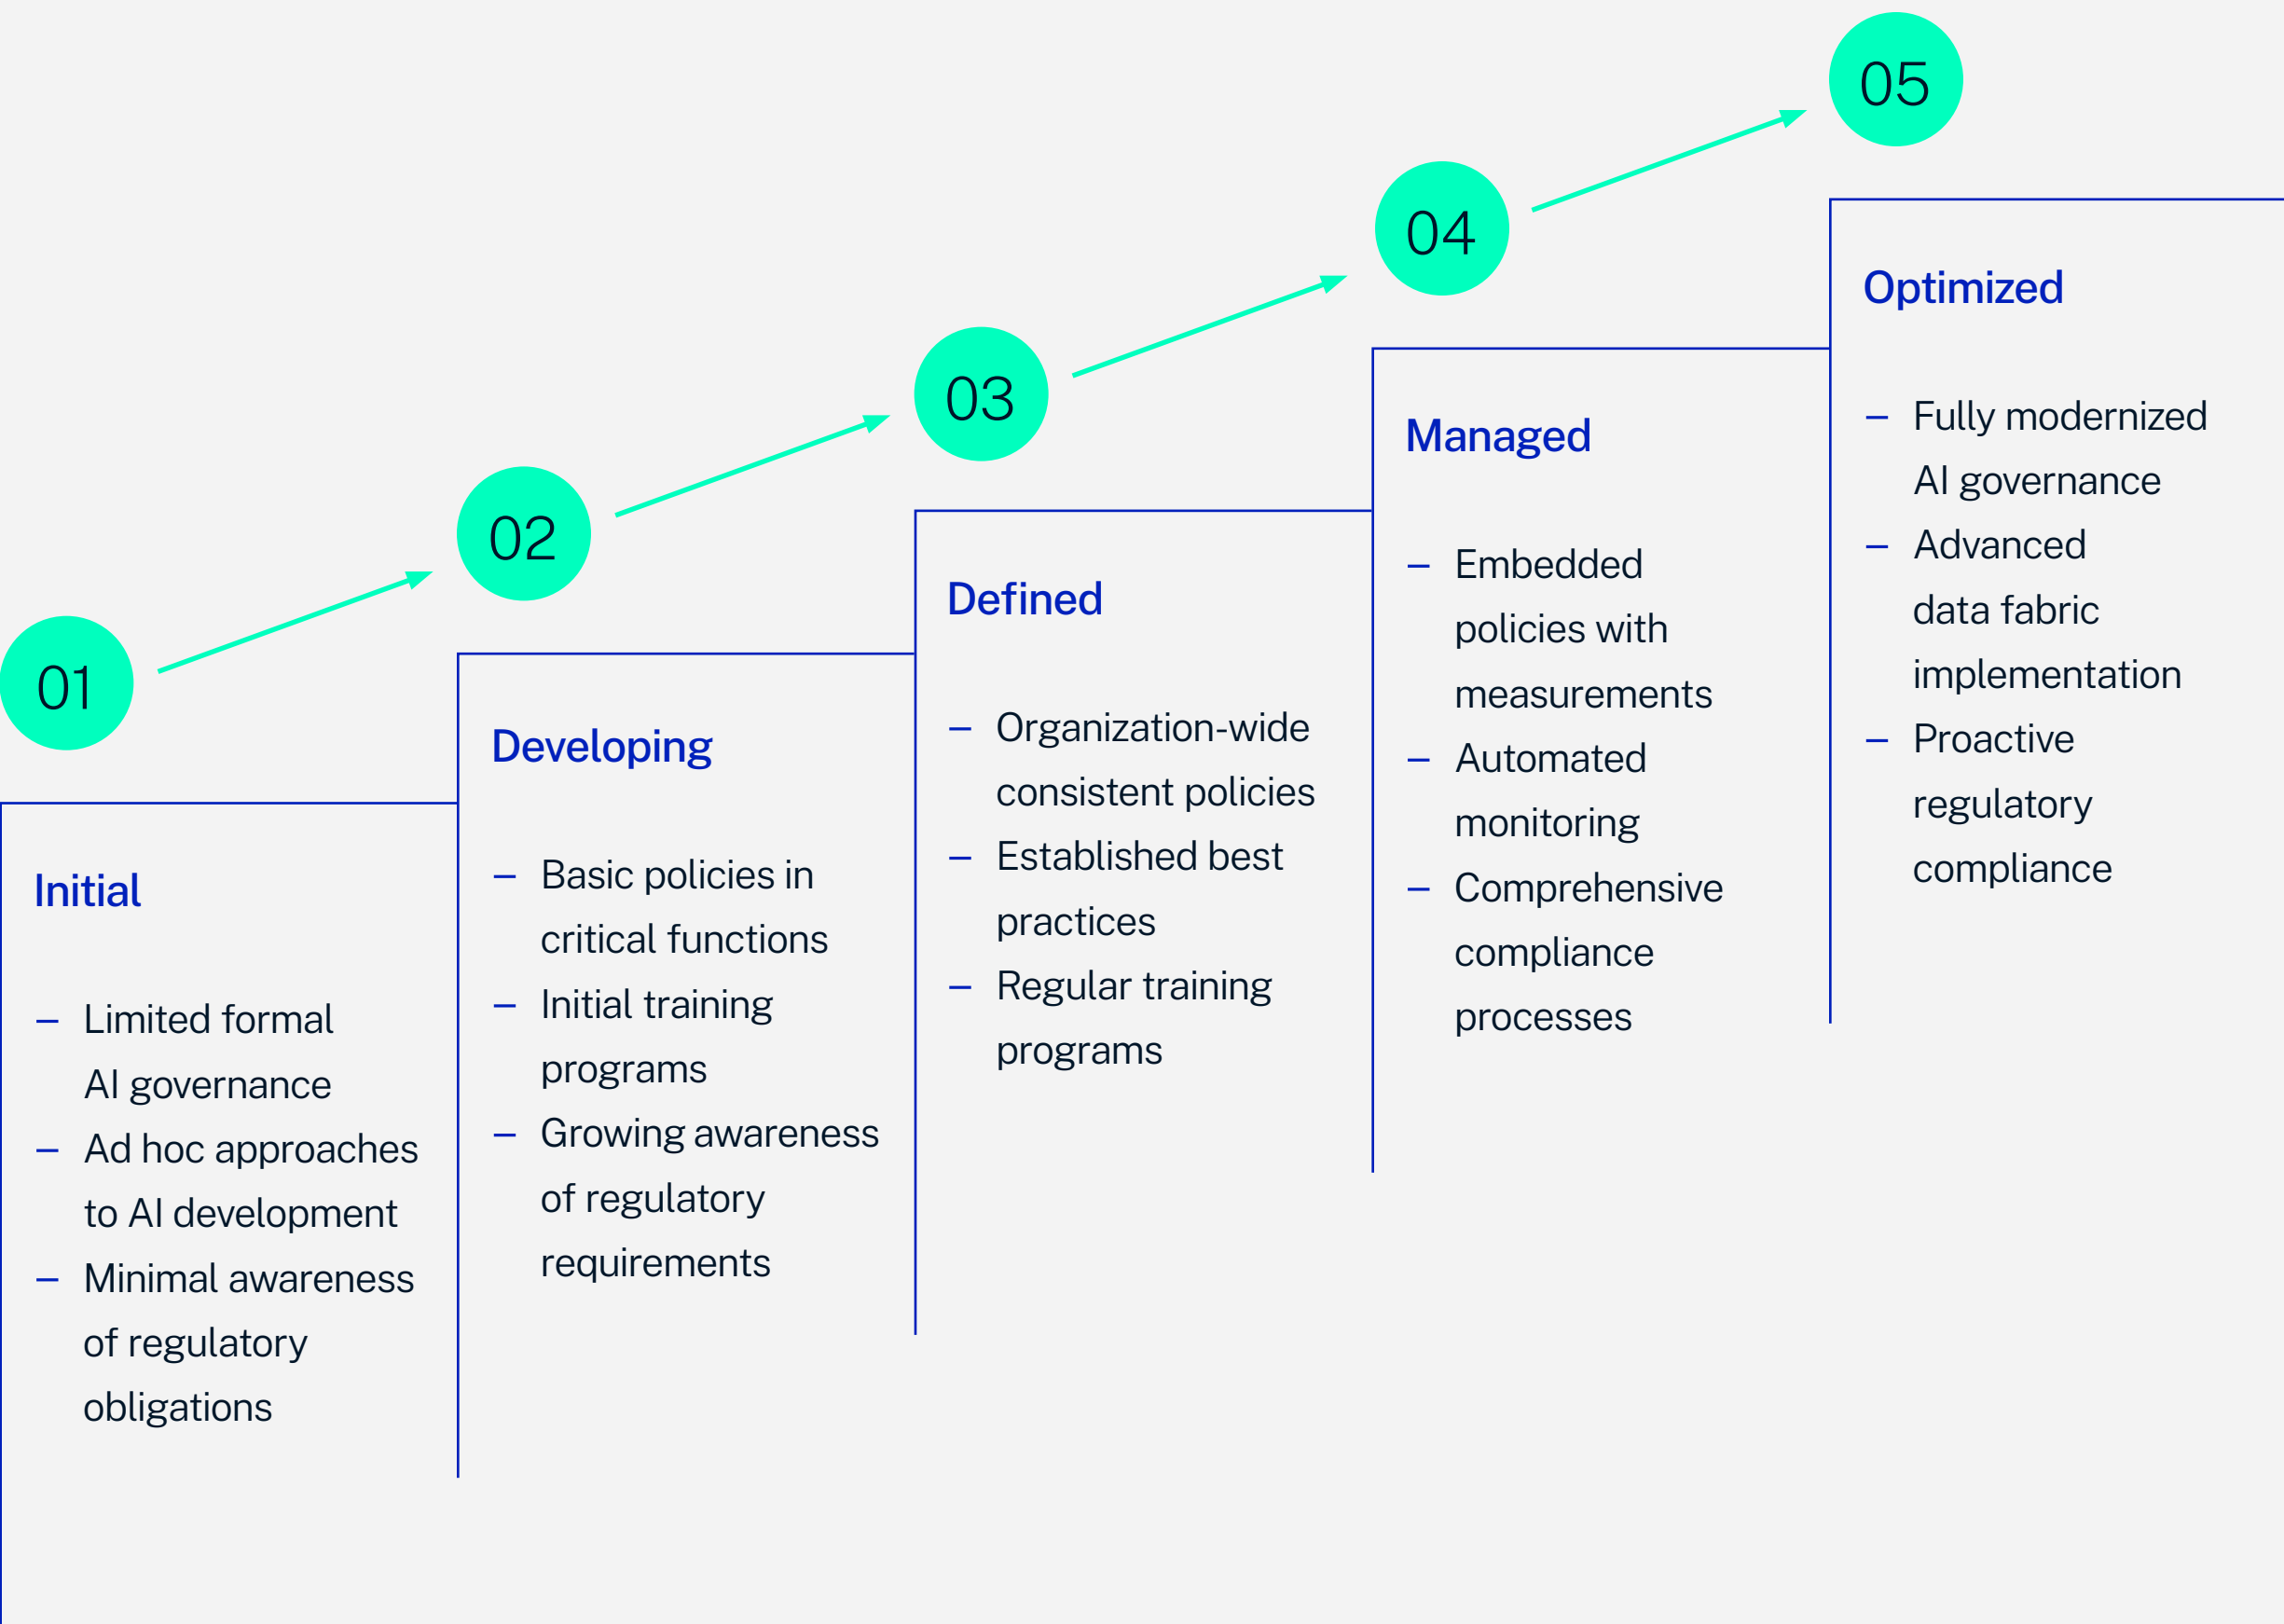 01
Initial
– Limited formal
AI governance
– Ad hoc approaches
to AI development
– Minimal awareness
of regulatory
obligations
02
Developing
– Basic policies in
critical functions
– Initial training
programs
– Growing awareness
of regulatory
requirements
03
Defined
– Organization-wide
consistent policies
– Established best
practices
– Regular training
programs
04
Managed
– Embedded
policies with
measurements
– Automated
monitoring
– Comprehensive
compliance
processes
05
Optimized
– Fully modernized
AI governance
– Advanced
data fabric
implementation
– Proactive
regulatory
compliance